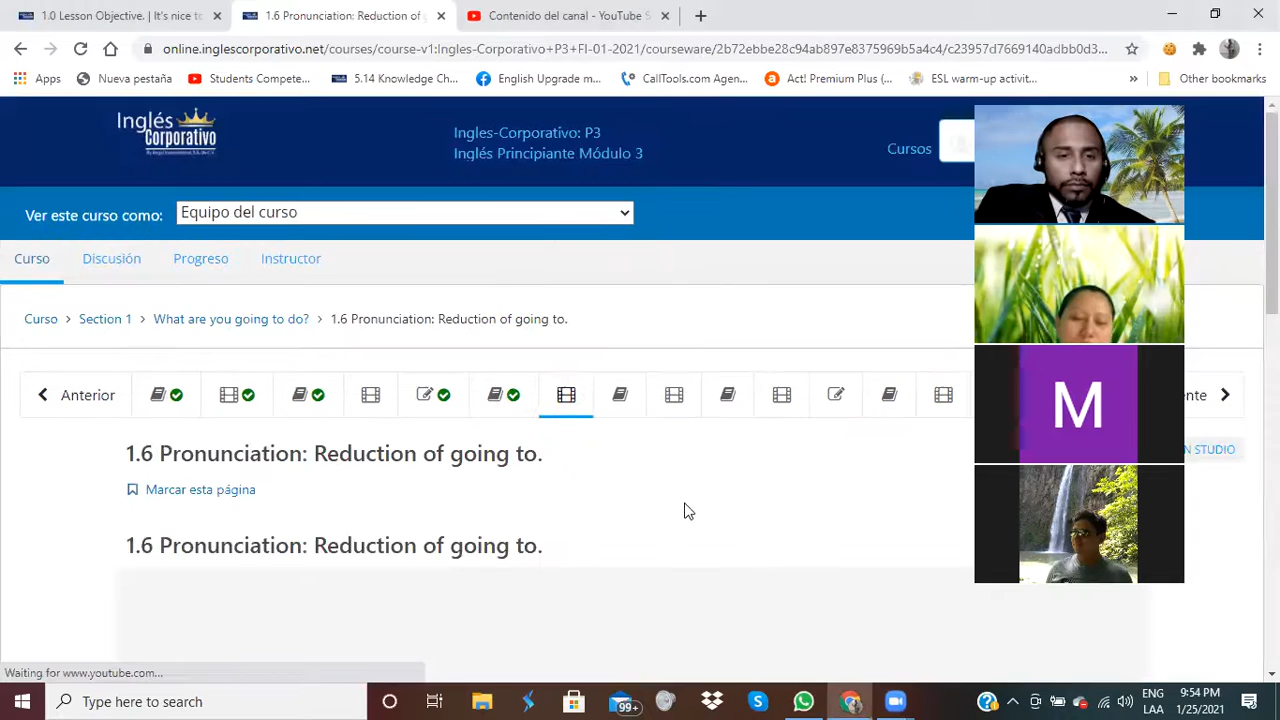 1.0 Lesson Objective. I's nice to
1.6 Pronunciation: Reduction of
Contenido del canal - YouTube S
online.inglescorporativo.net/courses/course-v1:Ingles-Corporativo+P3+FI-01-2021/courseware/2b72ebbe28c94ab897e8375969b5a4c4/c23957d7669140adbb0d3...
Apps
Nueva pestaña
Students Compete...
5.14 Knowledge Ch...
English Upgrade m...
CallTools.com Agen...
Act! Premium Plus (...
ESL warm-up activit...
»
Other bookmarks
Inglés
Corporativo
Ingles-Corporativo: P3
Inglés Principiante Módulo 3
Cursos
Ver este curso como:
Equipo del curso
Curso
Discusión
Progreso
Instructor
Curso > Section 1 > What are you going to do? > 1.6 Pronunciation: Reduction of going to.
Anterior
ente
1.6 Pronunciation: Reduction of going to.
N STUDIO
Marcar esta página
1.6 Pronunciation: Reduction of going to.
M
Waiting for www.youtube.com...
Type here to search
99+
ENG
LAA
9:54 PM
1/25/2021